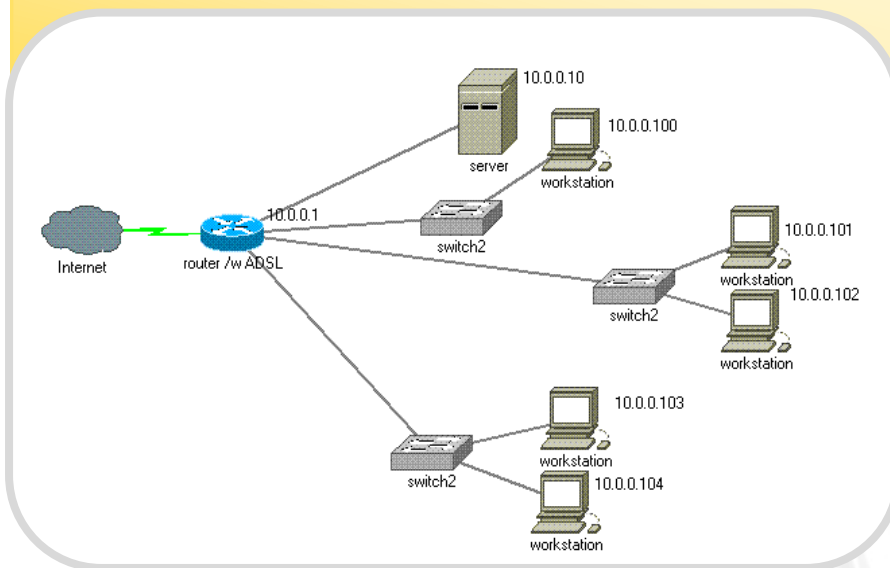 10.0.0.10
10.0.0.100
server
workstation
10.0.0.1
10.0.0.101
switch2
Internet
router /w ADSL
workstation
10.0.0.102
switch2
workstation
10.0.0.103
workstation
switch2
10.0.0.104
workstation